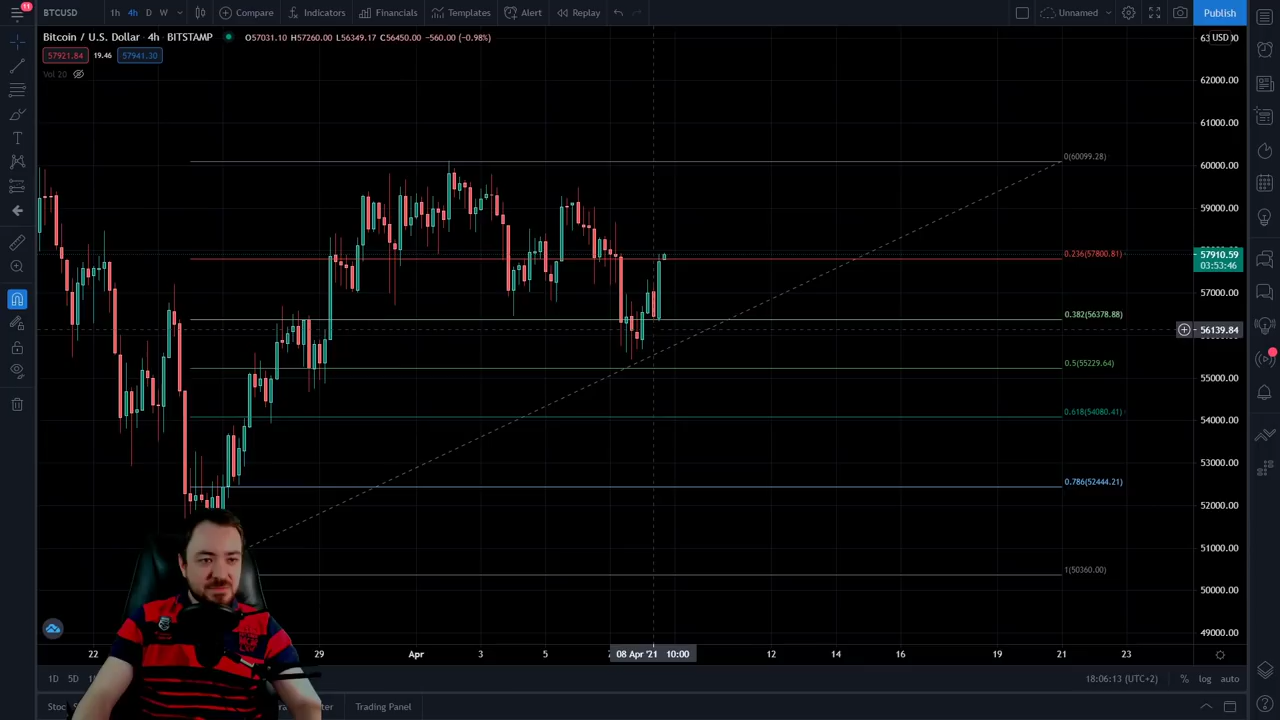 11
BTCUSD 1h 4h D W Compare Indicators Financials Templates Alert Replay Unnamed Publish
Bitcoin / U.S. Dollar · 4h · BITSTAMP O57031.10 H57260.00 L56349.17 C56450.00 -560.00 (-0.98%)
57921.84 19.46 57941.30
Vol 20
USD
62000.00
61000.00
0(60099.28)
60000.00
59000.00
0.236(57800.81)
57910.59
03:53:46
57000.00
0.382(56378.88)
56139.84
0.5(55229.64)
55000.00
0.618(54080.41)
54000.00
53000.00
0.786(52444.21)
52000.00
51000.00
1(50360.00)
50000.00
49000.00
22 29 Apr 3 5 08 Apr '21 10:00 12 14 16 19 21 23
1D 5D 18:06:13 (UTC+2) % log auto
Trading Panel